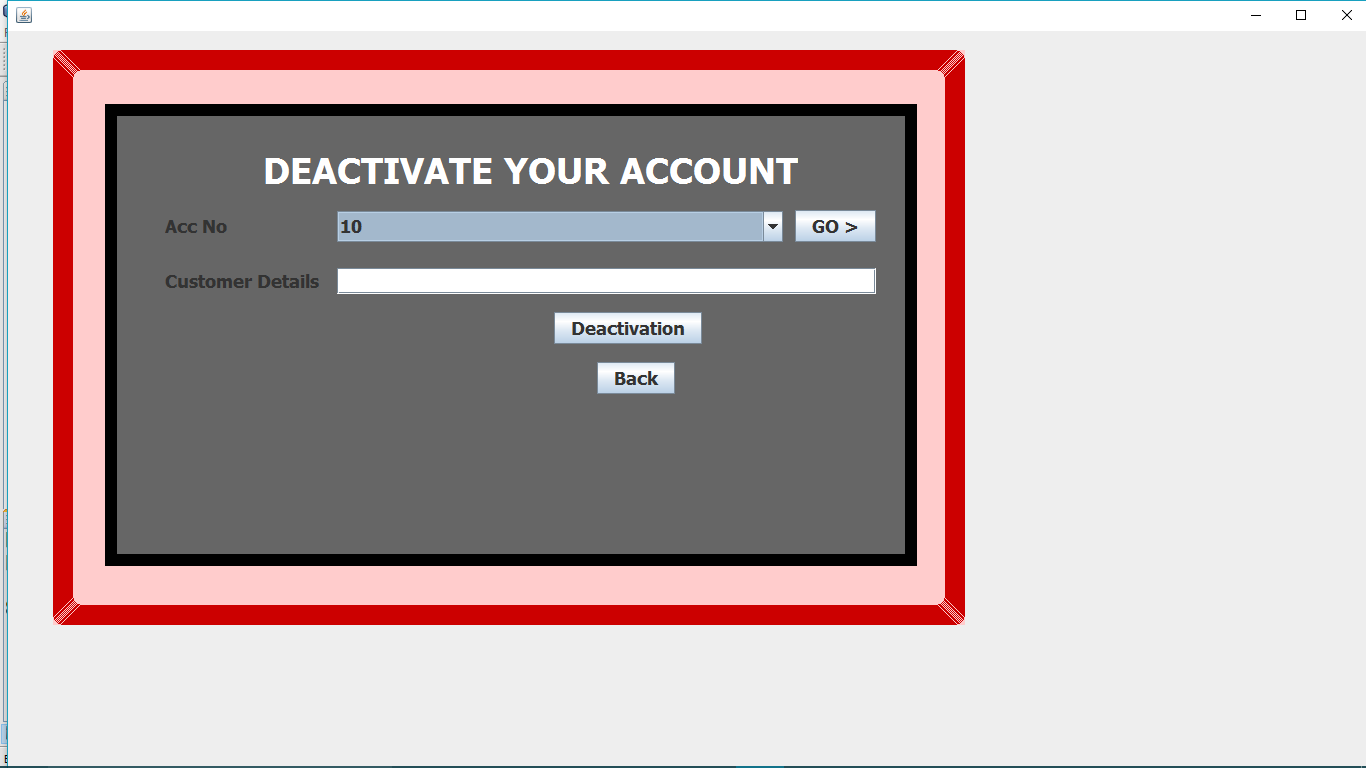 DEACTIVATE YOUR ACCOUNT
Acc No 10 GO >
Customer Details
Deactivation
Back